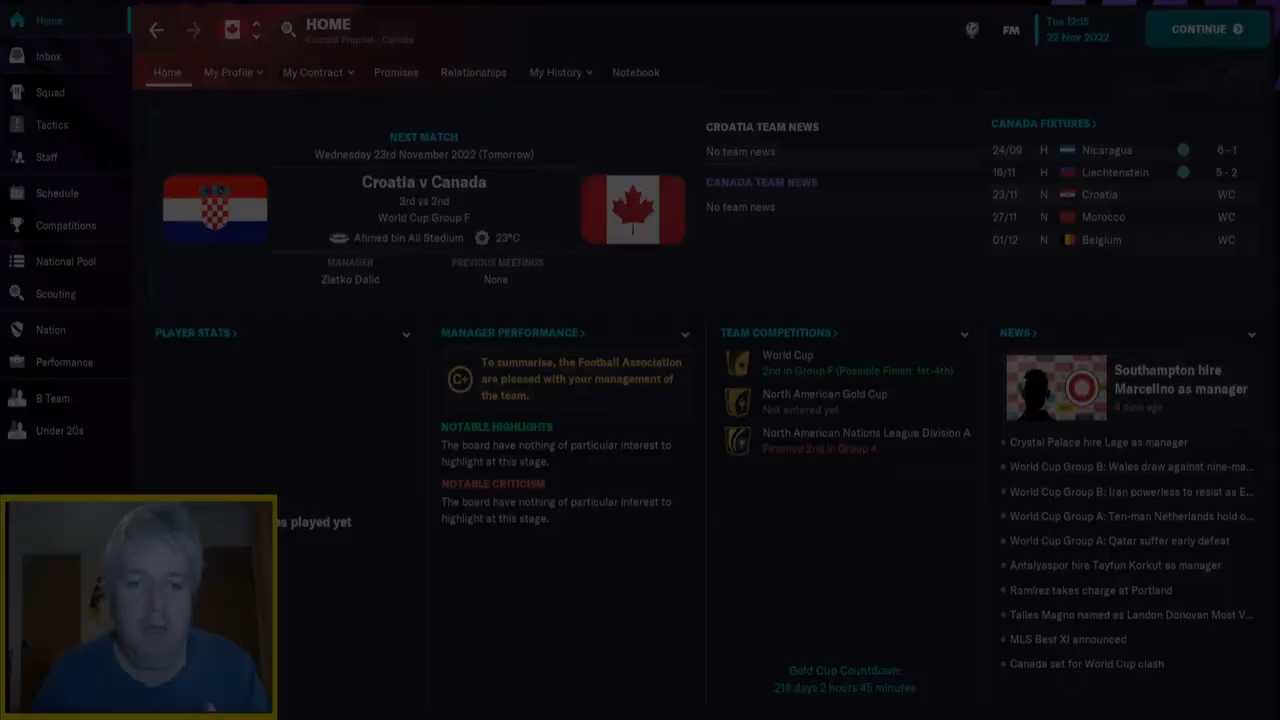 Home
Inbox
Squad
Tactics
Staff
Schedule
Competitions
National Pool
Scouting
Nation
Performance
B Team
Under 20s
HOME
Canada
FM
Tue 12:15
22 Nov 2022
CONTINUE
Home
My Profile
My Contract
Promises
Relationships
My History
Notebook
NEXT MATCH
Wednesday 23rd November 2022 (Tomorrow)
Croatia v Canada
3rd vs 2nd
World Cup Group F
Ahmed bin Ali Stadium 23°C
MANAGER
Zlatko Dalić
PREVIOUS MEETINGS
None
CROATIA TEAM NEWS
No team news
CANADA TEAM NEWS
No team news
CANADA FIXTURES >
24/09 H Nicaragua 6 - 1
16/11 H Liechtenstein 5 - 2
23/11 N Croatia WC
27/11 N Morocco WC
01/12 N Belgium WC
PLAYER STATS >
s played yet
MANAGER PERFORMANCE >
C+
To summarise, the Football Association
are pleased with your management of
the team.
NOTABLE HIGHLIGHTS
The board have nothing of particular interest to
highlight at this stage.
NOTABLE CRITICISM
The board have nothing of particular interest to
highlight at this stage.
TEAM COMPETITIONS >
World Cup
2nd in Group F (Possible Finish: 1st-4th)
North American Gold Cup
Not entered yet
North American Nations League Division A
Finished 2nd in Group 4
Gold Cup Countdown:
216 days 2 hours 45 minutes
NEWS >
Southampton hire
Marcelino as manager
4 days ago
Crystal Palace hire Lage as manager
World Cup Group B: Wales draw against nine-ma...
World Cup Group B: Iran powerless to resist as E...
World Cup Group A: Ten-man Netherlands hold o...
World Cup Group A: Qatar suffer early defeat
Antalyaspor hire Tayfun Korkut as manager
Ramírez takes charge at Portland
Talles Magno named as Landon Donovan Most V...
MLS Best XI announced
Canada set for World Cup clash